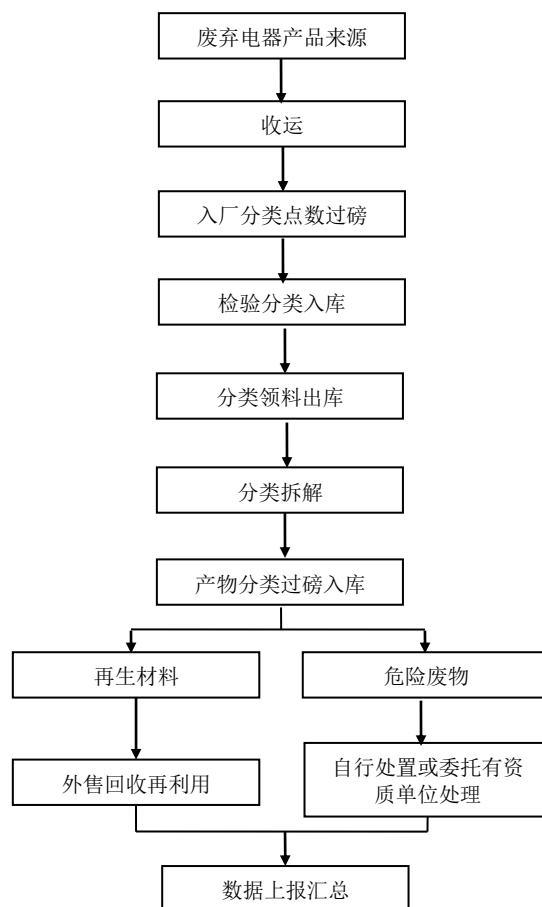 废弃电器产品来源
收运
入厂分类点数过磅
检验分类入库
分类领料出库
分类拆解
产物分类过磅入库
再生材料
危险废物
外售回收再利用
自行处置或委托有资
质单位处理
数据上报汇总